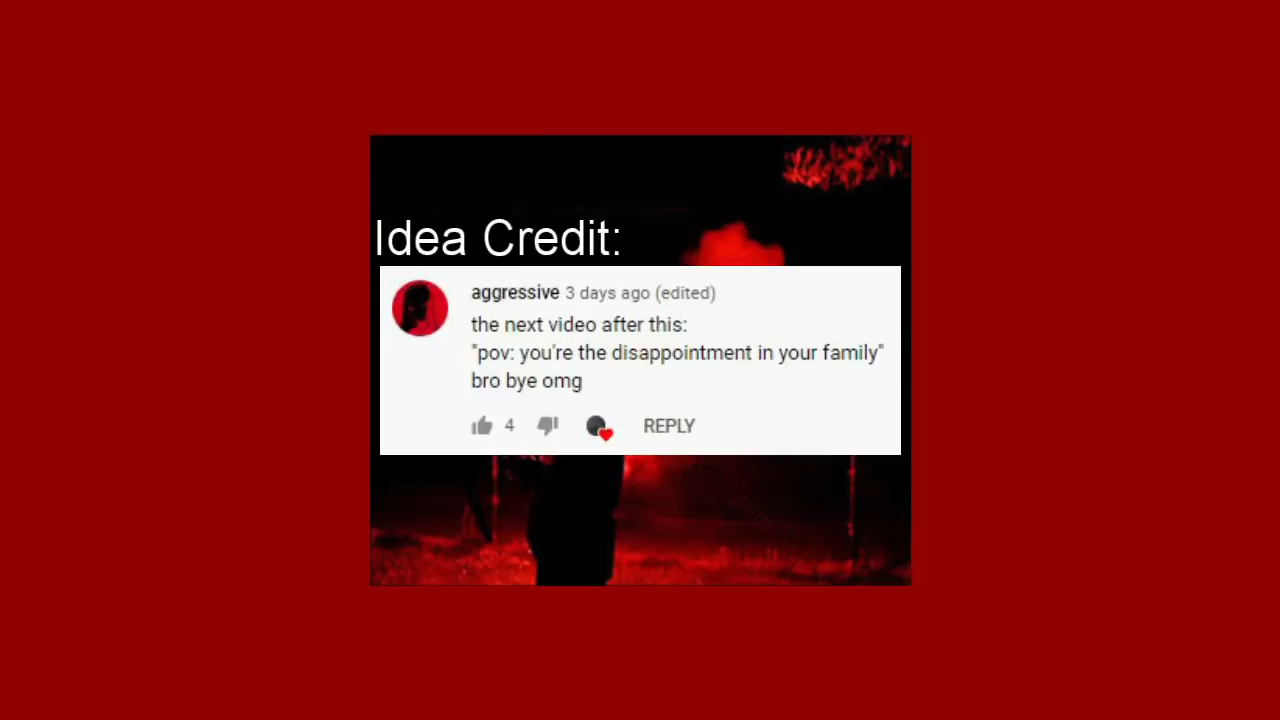 Idea Credit:
aggressive 3 days ago (edited)
the next video after this:
"pov: you're the disappointment in your family"
bro bye omg
4 REPLY